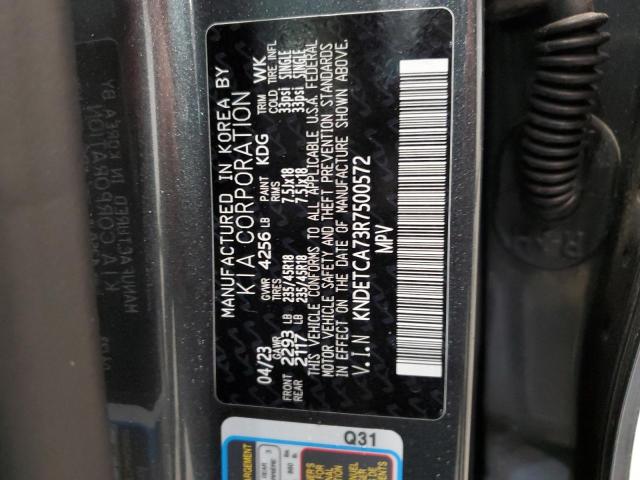 MANUFACTURED IN KOREA BY
KIA CORPORATION
04/23 GVWR 4256 LB PAINT KDG TRIM WK
GAWR TIRES COLD TIRE INFL
FRONT 2293 LB 235/45R18 7.5Jx18 33psi SINGLE
REAR 2117 LB 235/45R18 7.5Jx18 33psi SINGLE
THIS VEHICLE CONFORMS TO ALL APPLICABLE U.S.A. FEDERAL
MOTOR VEHICLE SAFETY AND THEFT PREVENTION STANDARDS
IN EFFECT ON THE DATE OF MANUFACTURE SHOWN ABOVE.
V.I.N KNDETCA73R7500572
MPV
Q31